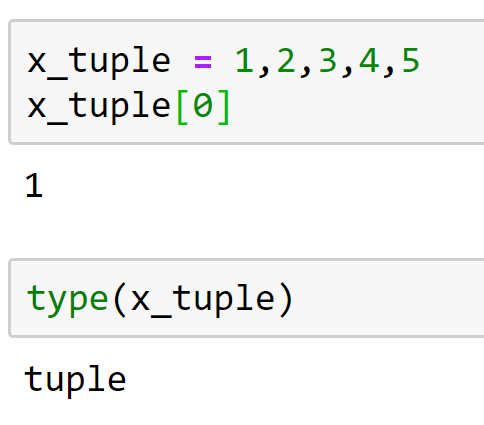 x_tuple = 1,2,3,4,5
x_tuple[0]
1
type(x_tuple)
tuple